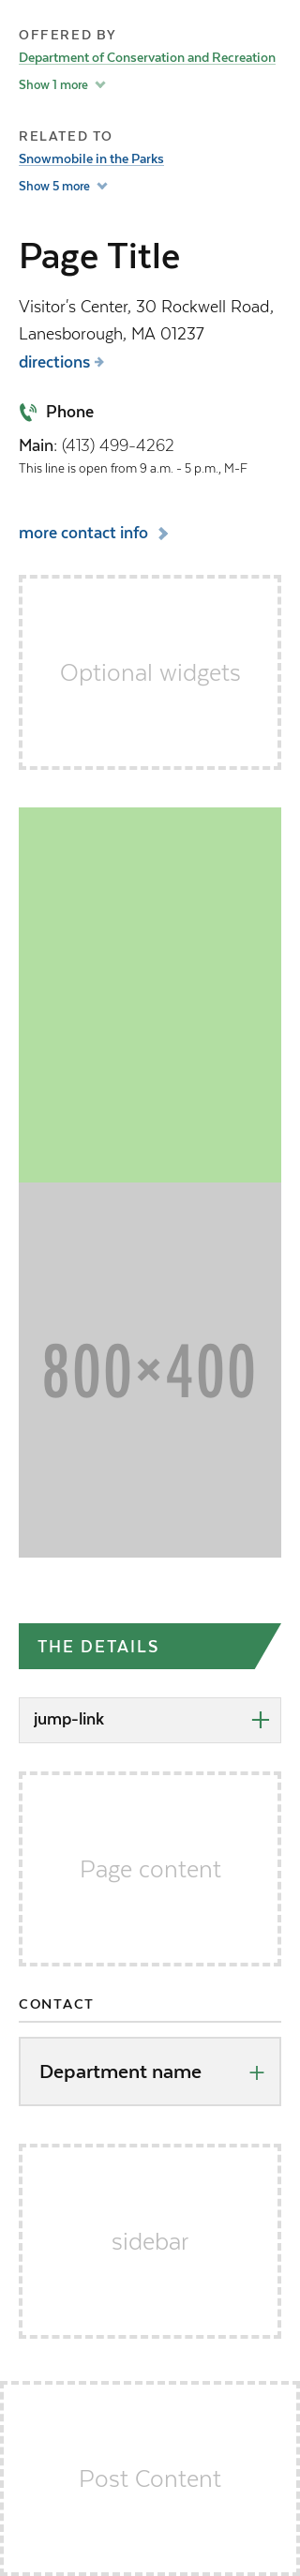 OFFERED BY
Department of Conservation and Recreation
Show 1 more
RELATED TO
Snowmobile in the Parks
Show 5 more
Page Title
Visitor's Center, 30 Rockwell Road,
Lanesborough, MA 01237
directions
Phone
Main: (413) 499-4262
This line is open from 9 a.m. - 5 p.m., M-F
more contact info
Optional widgets
800×400
THE DETAILS
jump-link
Page content
CONTACT
Department name
sidebar
Post Content